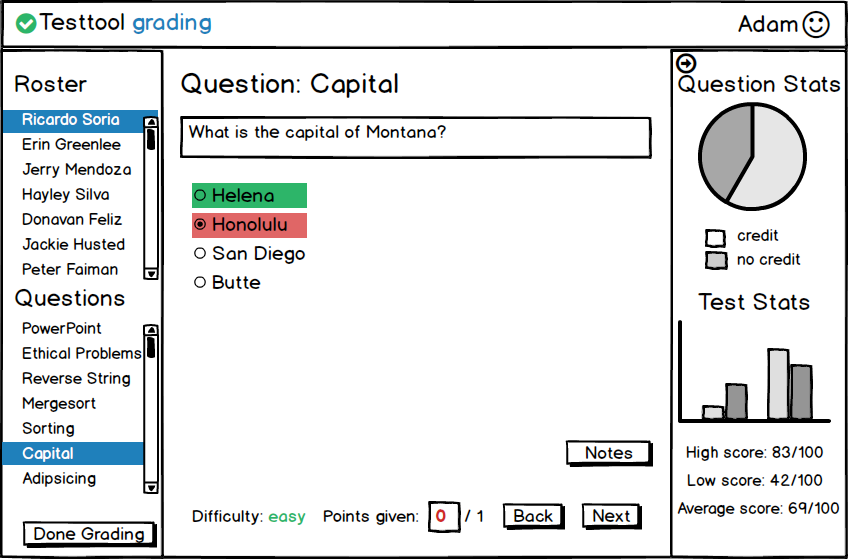 Testtool grading
Adam
Roster
Ricardo Soria
Erin Greenlee
Jerry Mendoza
Hayley Silva
Donavan Feliz
Jackie Husted
Peter Faiman
Questions
PowerPoint
Ethical Problems
Reverse String
Mergesort
Sorting
Capital
Adipsicing
Done Grading
Question: Capital
What is the capital of Montana?
Helena
Honolulu
San Diego
Butte
Notes
Difficulty: easy Points given: 0 / 1 Back Next
Question Stats
credit
no credit
Test Stats
High score: 83/100
Low score: 42/100
Average score: 69/100